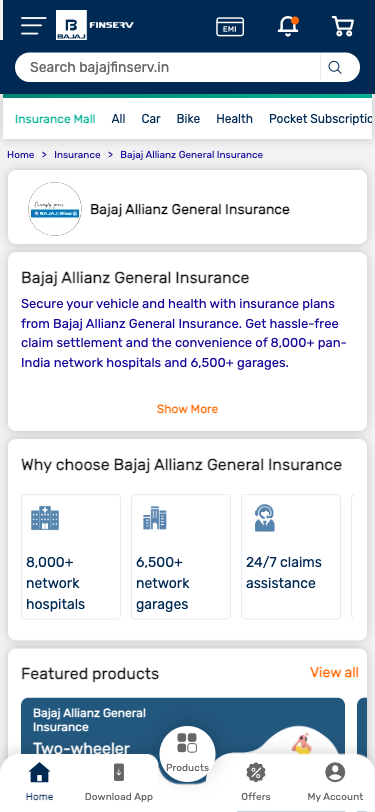 BAJAJ
FINSERV
EMI
Search bajajfinserv.in
Insurance Mall All Car Bike Health Pocket Subscriptio
Home > Insurance > Bajaj Allianz General Insurance
Caringly yours
BAJAJ Allianz
Bajaj Allianz General Insurance
Bajaj Allianz General Insurance
Secure your vehicle and health with insurance plans
from Bajaj Allianz General Insurance. Get hassle-free
claim settlement and the convenience of 8,000+ pan-
India network hospitals and 6,500+ garages.
Show More
Why choose Bajaj Allianz General Insurance
8,000+
network
hospitals
6,500+
network
garages
24/7 claims
assistance
Featured products
View all
Bajaj Allianz General
Insurance
Two-wheeler
Home
Download App
Products
Offers
My Account